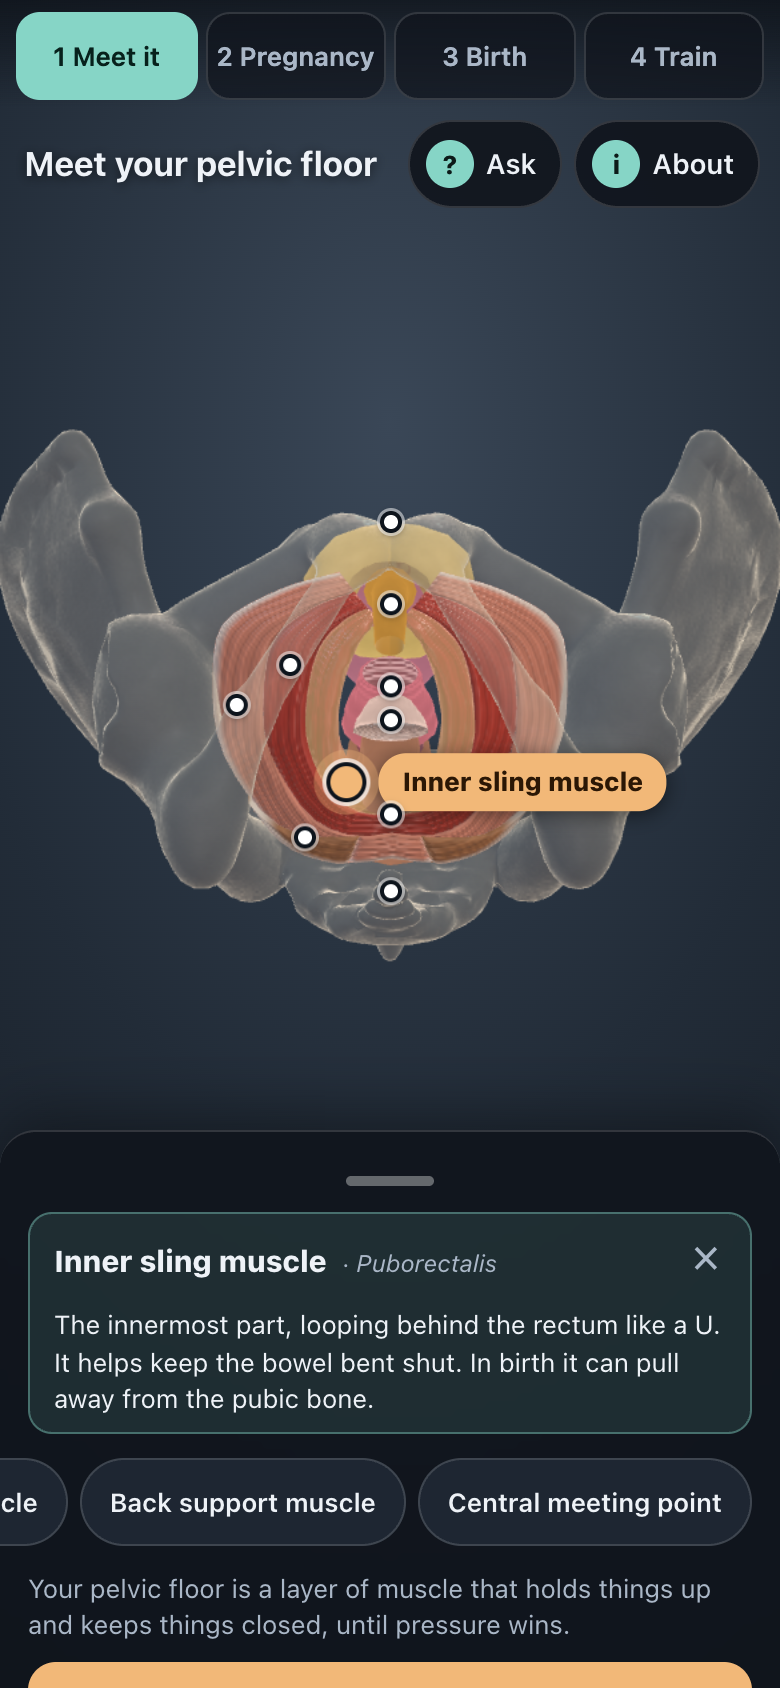 1 Meet it
2 Pregnancy
3 Birth
4 Train
Meet your pelvic floor
? Ask
i About
Inner sling muscle
Inner sling muscle · Puborectalis
The innermost part, looping behind the rectum like a U.
It helps keep the bowel bent shut. In birth it can pull
away from the pubic bone.
cle
Back support muscle
Central meeting point
Your pelvic floor is a layer of muscle that holds things up
and keeps things closed, until pressure wins.